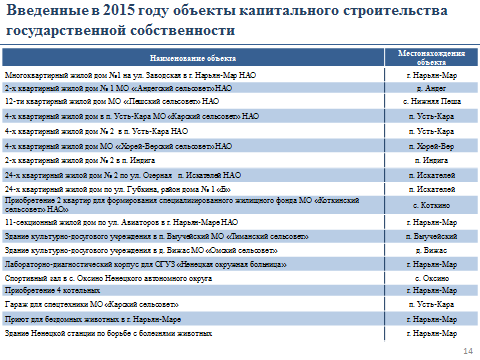 Введенные в 2015 году объекты капитального строительства
государственной собственности
Наименование объекта
Местонахождения
объекта
Многоквартирный жилой дом №1 на ул. Заводская в г. Нарьян-Мар НАО
г. Нарьян-Мар
2-х квартирный жилой дом № 1 МО «Андегский сельсовет»НАО
д. Андег
12-ти квартирный жилой дом МО «Пешский сельсовет» НАО
с. Нижняя Пеша
4-х квартирный жилой дом в п. Усть-Кара МО «Карский сельсовет» НАО
п. Усть-Кара
4-х квартирный жилой дом № 2 в п. Усть-Кара НАО
п. Усть-Кара
4-х квартирный жилой дом МО «Хорей-Верский сельсовет»НАО
п. Хорей-Вер
2-х квартирный жилой дом № 2 в п. Индига
п. Индига
24-х квартирный жилой дом № 2 по ул. Озерная п. Искателей НАО
п. Искателей
24-х квартирный жилой дом по ул. Губкина, район дома № 1 «Б»
п. Искателей
Приобретение 2 квартир для формирования специализированного жилищного фонда МО «Коткинский
сельсовет» НАО»
с. Коткино
11-секционный жилой дом по ул. Авиаторов в г. Нарьян-Маре НАО
г. Нарьян-Мар
Здание культурно-досугового учреждения в п. Выучейский МО «Тиманский сельсовет»
п. Выучейский
Здание культурно-досугового учреждения в д. Вижас МО «Омский сельсовет»
д. Вижас
Лабораторно-диагностический корпус для ОГУЗ «Ненецкая окружная больница»
г. Нарьян-Мар
Спортивный зал в с. Оксино Ненецкого автономного округа
с. Оксино
Приобретение 4 котельных
г. Нарьян-Мар
Гараж для спецтехники МО «Карский сельсовет»
п. Усть-Кара
Приют для бездомных животных в г. Нарьян-Маре
г. Нарьян-Мар
Здание Ненецкой станции по борьбе с болезнями животных
г. Нарьян-Мар
14